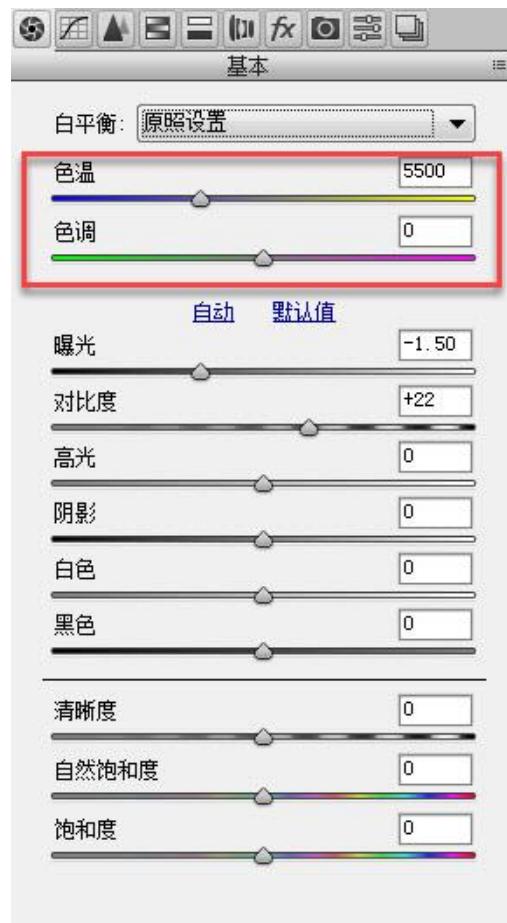 fx
基本
白平衡: 原照设置
色温 5500
色调 0
自动 默认值
曝光 -1.50
对比度 +22
高光 0
阴影 0
白色 0
黑色 0
清晰度 0
自然饱和度 0
饱和度 0